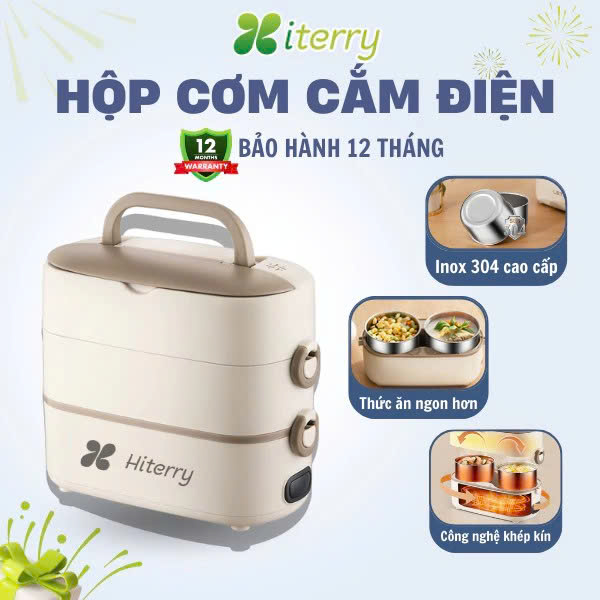 iterry
HỘP CƠM CẮM ĐIỆN
12
MONTHS
WARRANTY
BẢO HÀNH 12 THÁNG
Inox 304 cao cấp
Thức ăn ngon hơn
Hiterry
Công nghệ khép kín